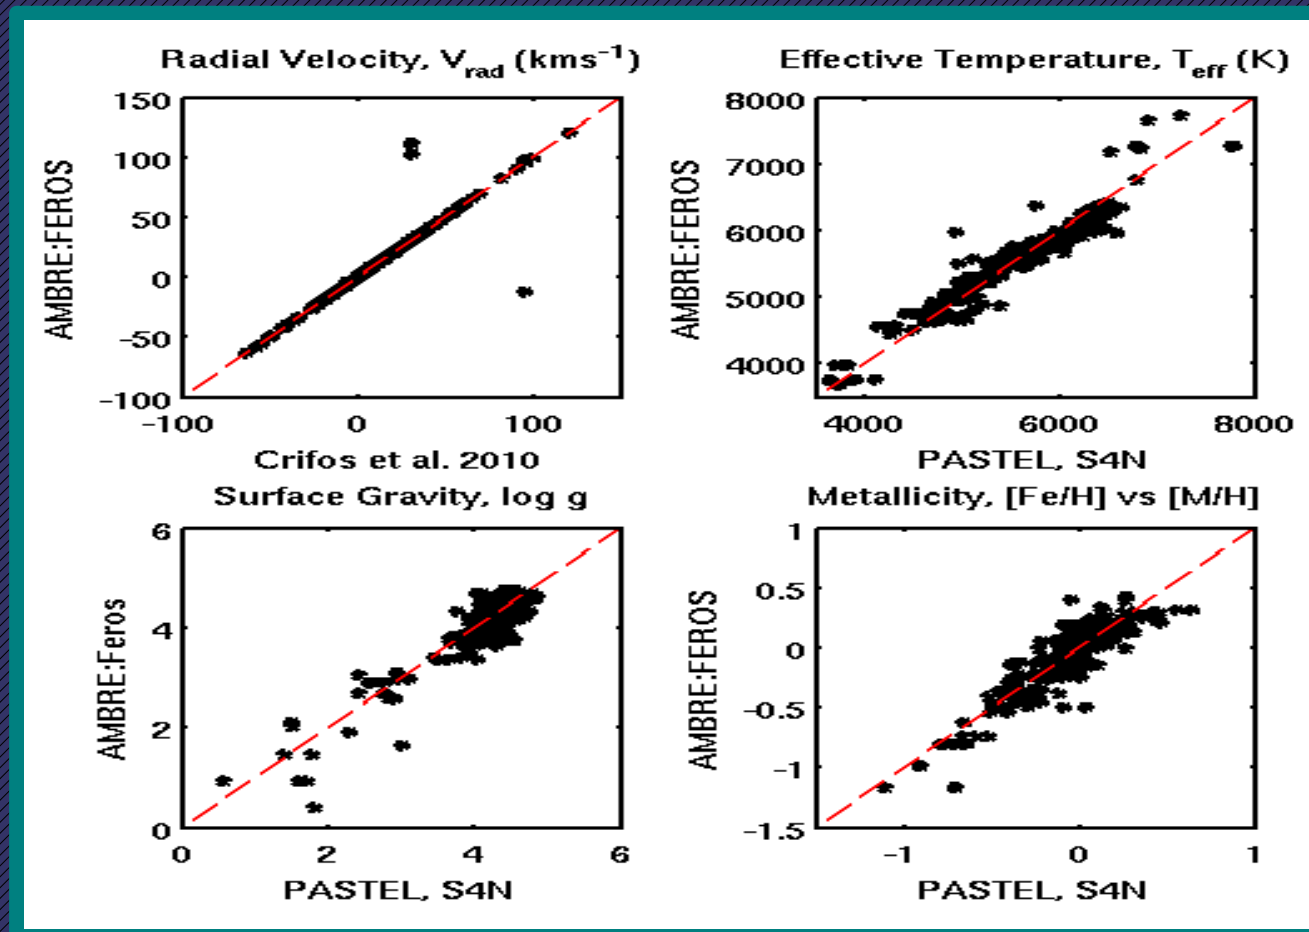 Radial Velocity, V_rad (kms⁻¹)
150
100
50
0
-50
-100
AMBRE:FEROS
-100 0 100
Crifos et al. 2010
Effective Temperature, T_eff (K)
8000
7000
6000
5000
4000
AMBRE:FEROS
4000 6000 8000
PASTEL, S4N
Surface Gravity, log g
6
4
2
0
AMBRE:Feros
0 2 4 6
PASTEL, S4N
Metallicity, [Fe/H] vs [M/H]
1
0.5
0
-0.5
-1
-1.5
AMBRE:FEROS
-1 0 1
PASTEL, S4N